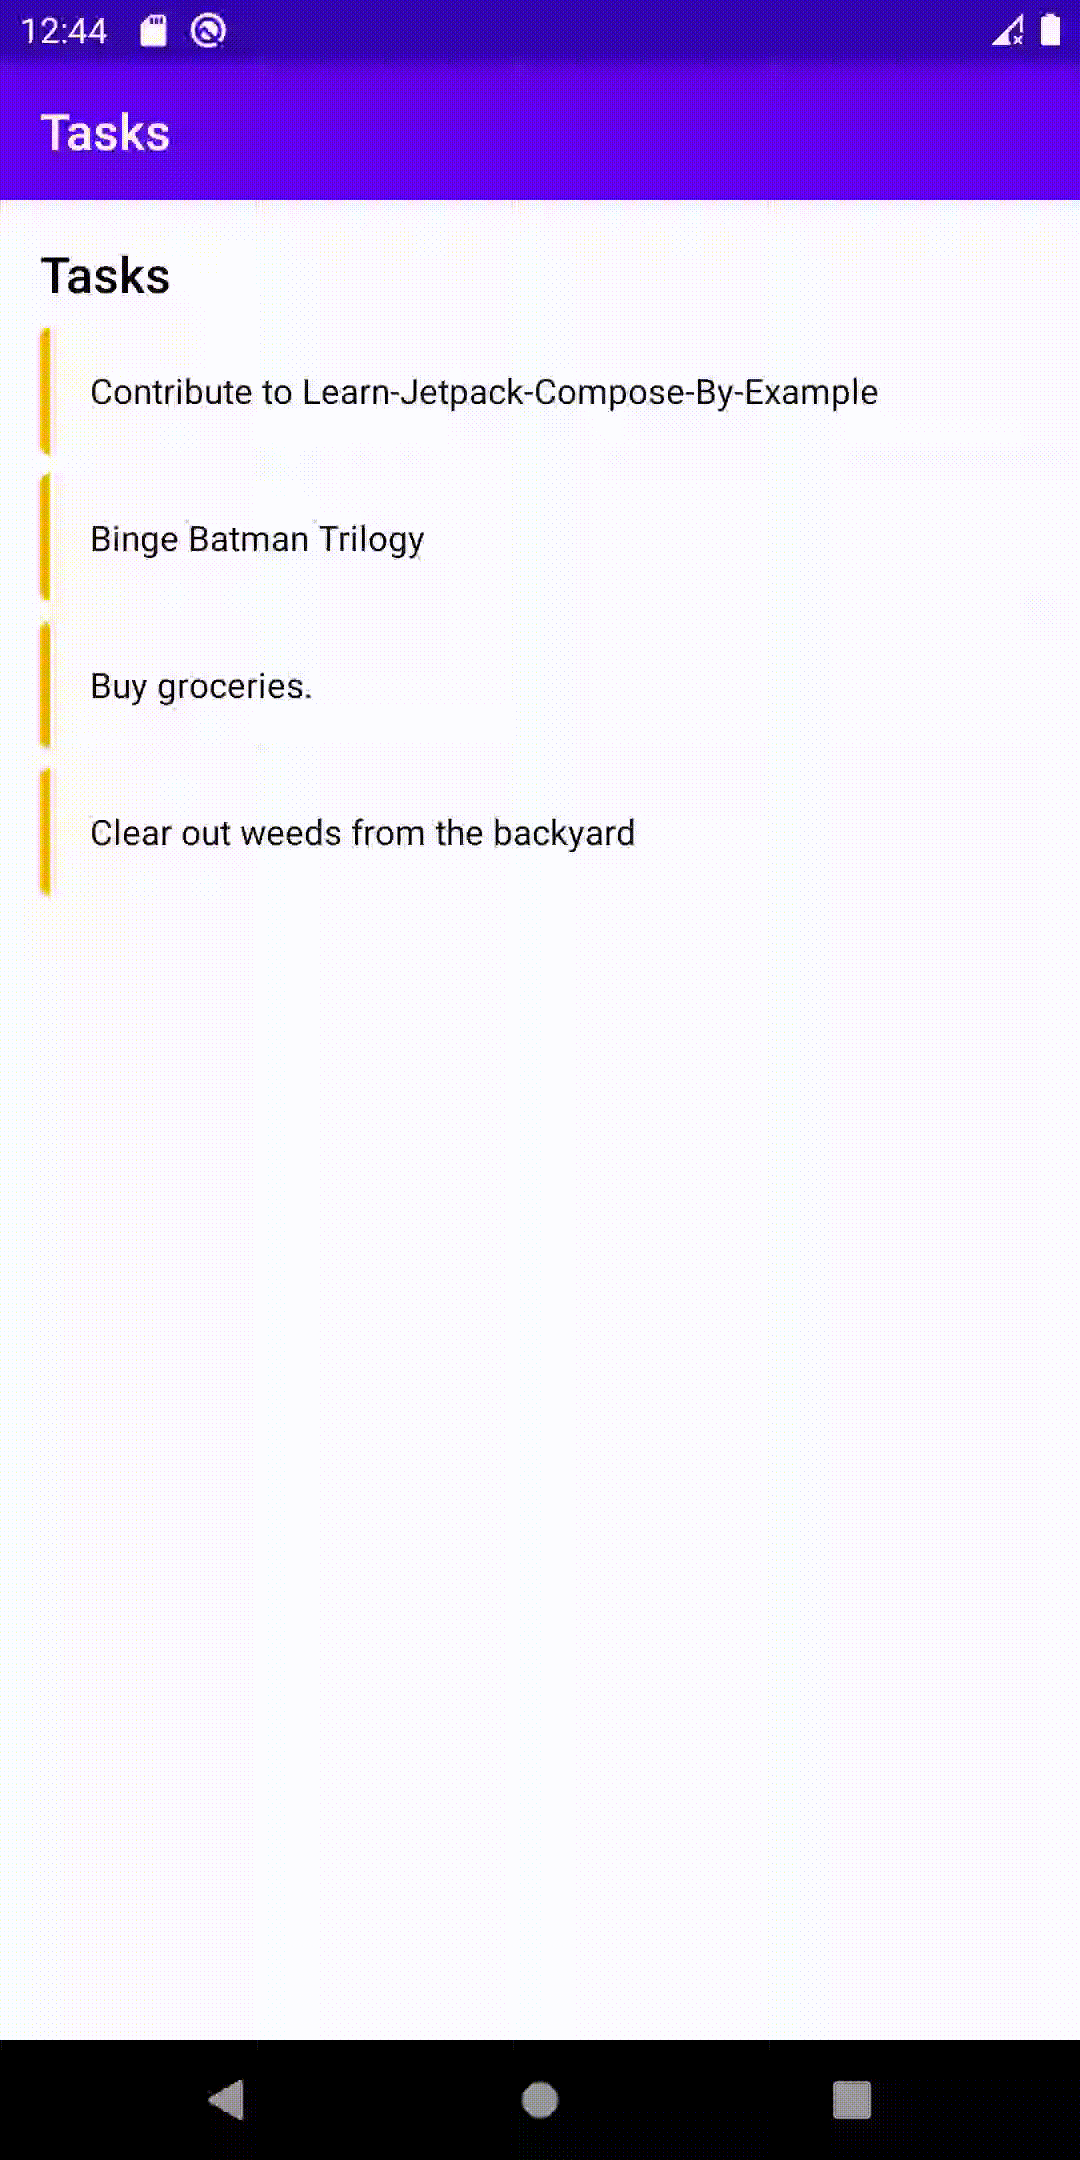 12:44
Tasks
Tasks
Contribute to Learn-Jetpack-Compose-By-Example
Binge Batman Trilogy
Buy groceries.
Clear out weeds from the backyard